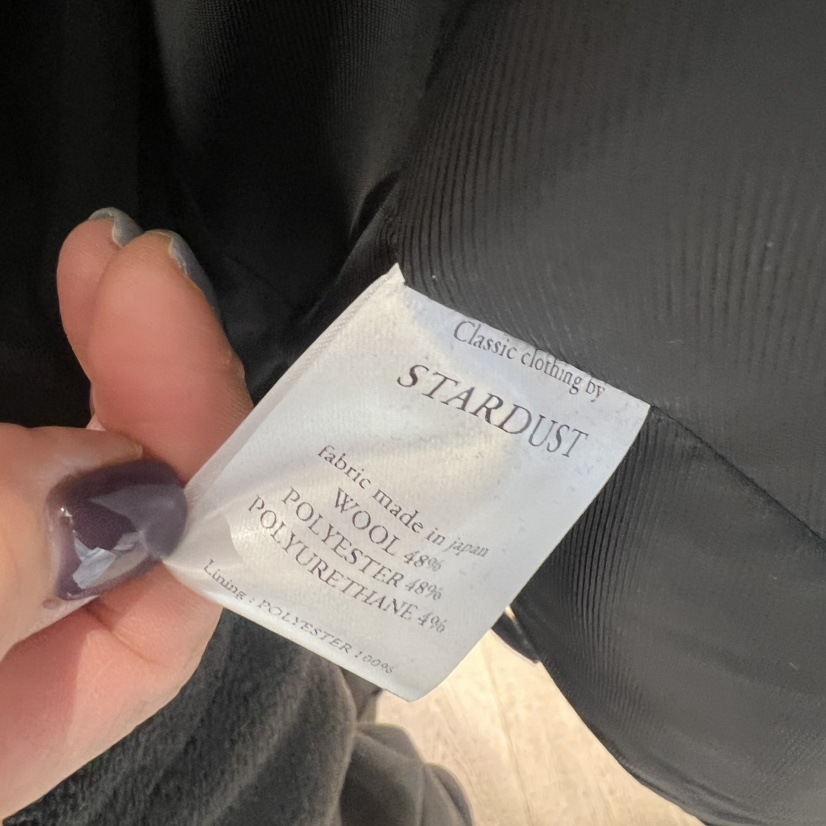 Classic clothing by
STARDUST
fabric made in japan
WOOL 48%
POLYESTER 48%
POLYURETHANE 4%
Lining : POLYESTER 100%